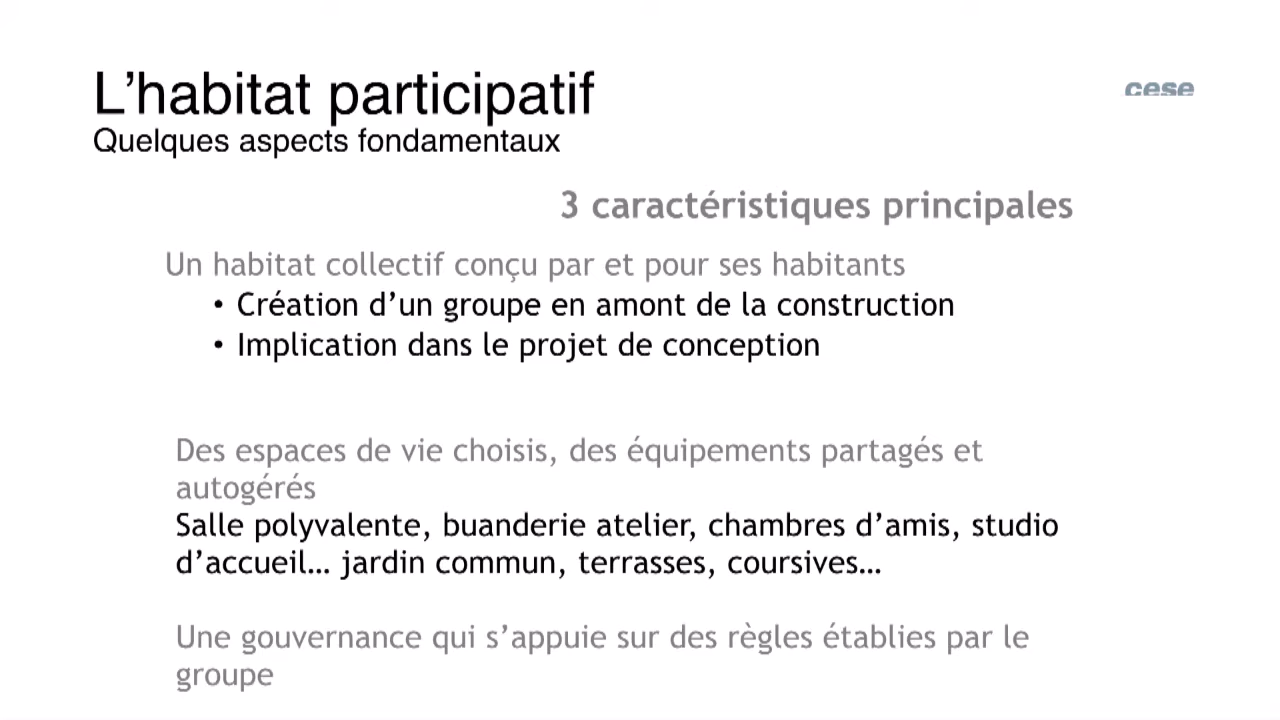 L’habitat participatif
cese
Quelques aspects fondamentaux
3 caractéristiques principales
Un habitat collectif conçu par et pour ses habitants
• Création d’un groupe en amont de la construction
• Implication dans le projet de conception
Des espaces de vie choisis, des équipements partagés et
autogérés
Salle polyvalente, buanderie atelier, chambres d’amis, studio
d’accueil… jardin commun, terrasses, coursives…
Une gouvernance qui s’appuie sur des règles établies par le
groupe